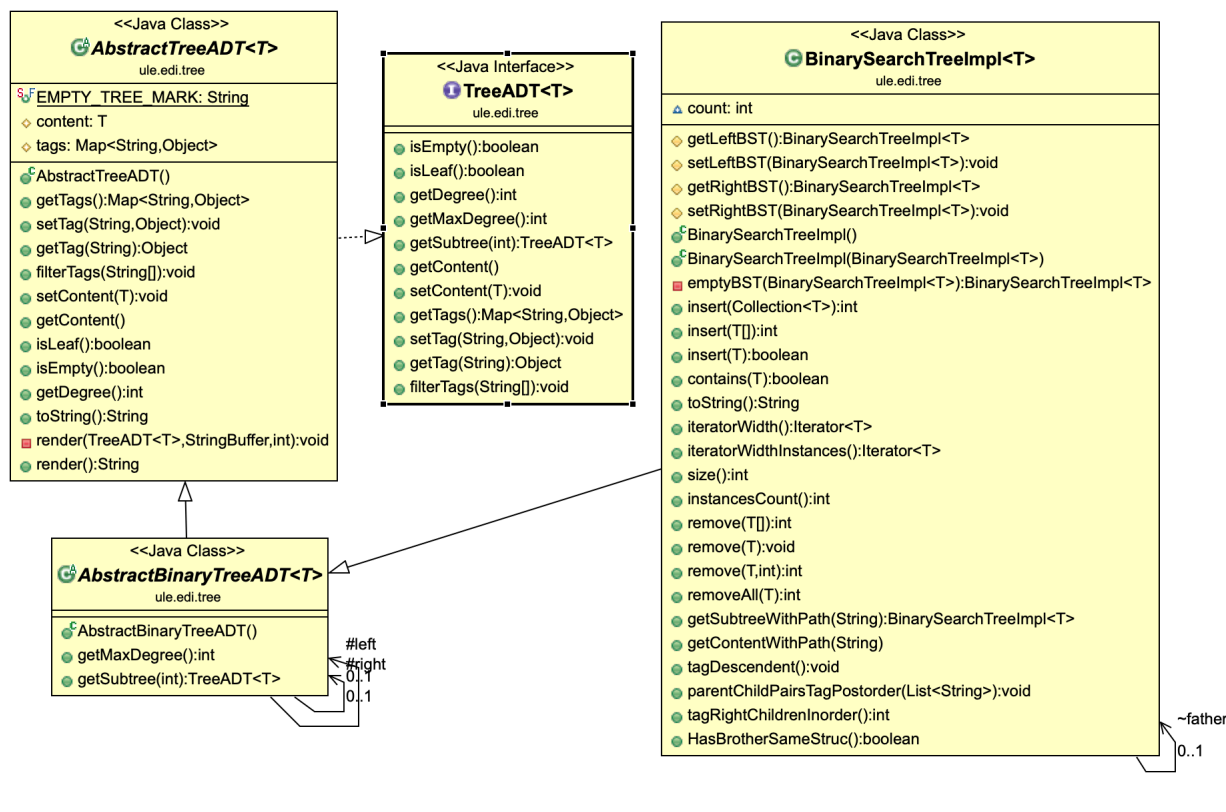 <<Java Class>>
AbstractTreeADT<T>
ule.edi.tree
EMPTY_TREE_MARK: String
content: T
tags: Map<String,Object>
AbstractTreeADT()
getTags():Map<String,Object>
setTag(String,Object):void
getTag(String):Object
filterTags(String[]):void
setContent(T):void
getContent()
isLeaf():boolean
isEmpty():boolean
getDegree():int
toString():String
render(TreeADT<T>,StringBuffer,int):void
render():String
<<Java Interface>>
TreeADT<T>
ule.edi.tree
isEmpty():boolean
isLeaf():boolean
getDegree():int
getMaxDegree():int
getSubtree(int):TreeADT<T>
getContent()
setContent(T):void
getTags():Map<String,Object>
setTag(String,Object):void
getTag(String):Object
filterTags(String[]):void
<<Java Class>>
BinarySearchTreeImpl<T>
ule.edi.tree
count: int
getLeftBST():BinarySearchTreeImpl<T>
setLeftBST(BinarySearchTreeImpl<T>):void
getRightBST():BinarySearchTreeImpl<T>
setRightBST(BinarySearchTreeImpl<T>):void
BinarySearchTreeImpl()
BinarySearchTreeImpl(BinarySearchTreeImpl<T>)
emptyBST(BinarySearchTreeImpl<T>):BinarySearchTreeImpl<T>
insert(Collection<T>):int
insert(T[]):int
insert(T):boolean
contains(T):boolean
toString():String
iteratorWidth():Iterator<T>
iteratorWidthInstances():Iterator<T>
size():int
instancesCount():int
remove(T[]):int
remove(T):void
remove(T,int):int
removeAll(T):int
getSubtreeWithPath(String):BinarySearchTreeImpl<T>
getContentWithPath(String)
tagDescendent():void
parentChildPairsTagPostorder(List<String>):void
tagRightChildrenInorder():int
HasBrotherSameStruc():boolean
~father
0..1
<<Java Class>>
AbstractBinaryTreeADT<T>
ule.edi.tree
AbstractBinaryTreeADT()
getMaxDegree():int
getSubtree(int):TreeADT<T>
#left
#right
0..1
0..1